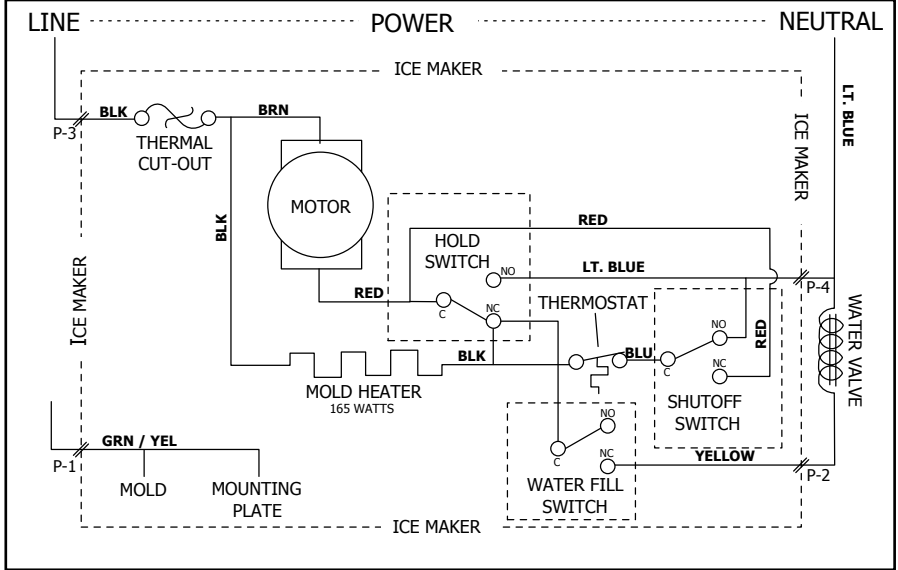 LINE
POWER
NEUTRAL
ICE MAKER
BLK
BRN
P-3
THERMAL
CUT-OUT
LT. BLUE
ICE MAKER
MOTOR
BLK
RED
HOLD
SWITCH
NO
LT. BLUE
P-4
RED
C
NC
THERMOSTAT
ICE MAKER
NO
RED
WATER VALVE
BLK
BLU
C
NC
MOLD HEATER
165 WATTS
SHUTOFF
SWITCH
NO
GRN / YEL
P-1
C
NC
YELLOW
P-2
MOLD
MOUNTING
PLATE
WATER FILL
SWITCH
ICE MAKER